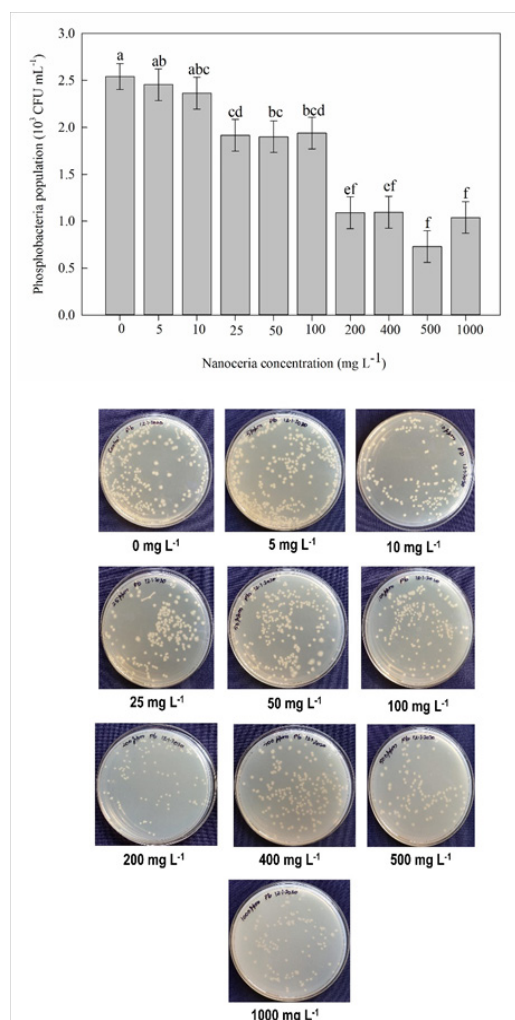 Phosphobacteria population (10³ CFU mL⁻¹)
3.0
2.5
2.0
1.5
1.0
0.5
0.0
a
ab
abc
cd
bc
bcd
ef
ef
f
f
0 5 10 25 50 100 200 400 500 1000
Nanoceria concentration (mg L⁻¹)
0 mg L⁻¹
5 mg L⁻¹
10 mg L⁻¹
25 mg L⁻¹
50 mg L⁻¹
100 mg L⁻¹
200 mg L⁻¹
400 mg L⁻¹
500 mg L⁻¹
1000 mg L⁻¹